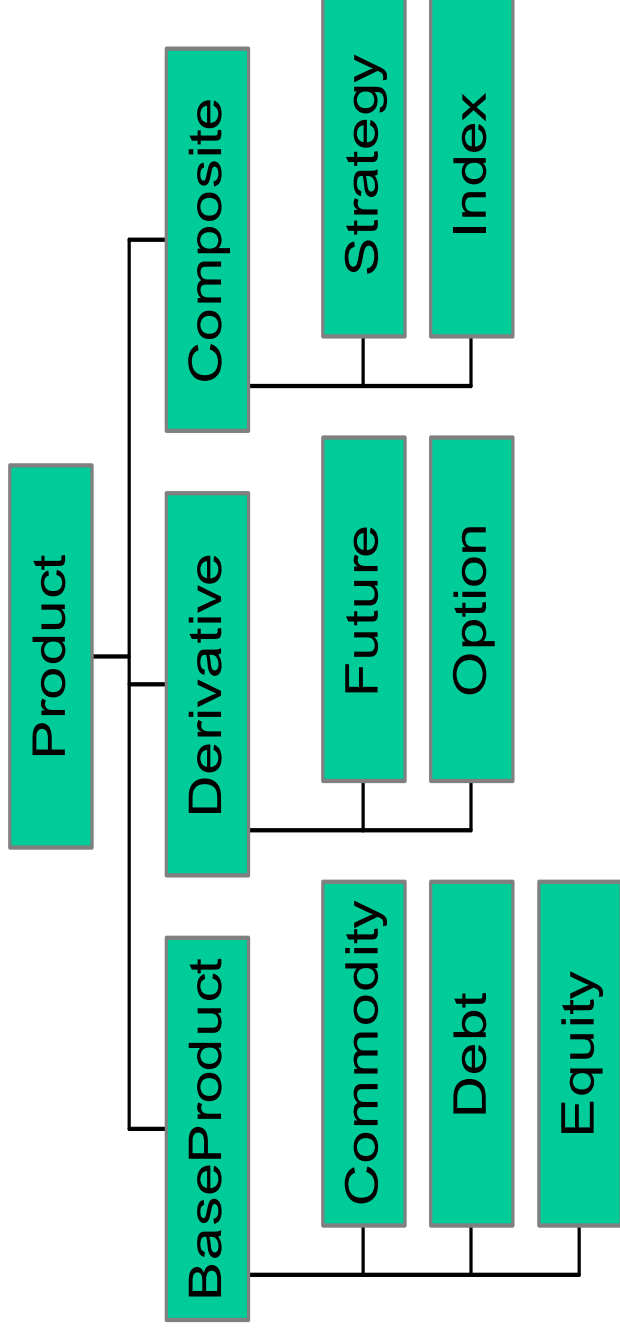 Product
BaseProduct
Derivative
Composite
Commodity
Future
Strategy
Debt
Option
Index
Equity